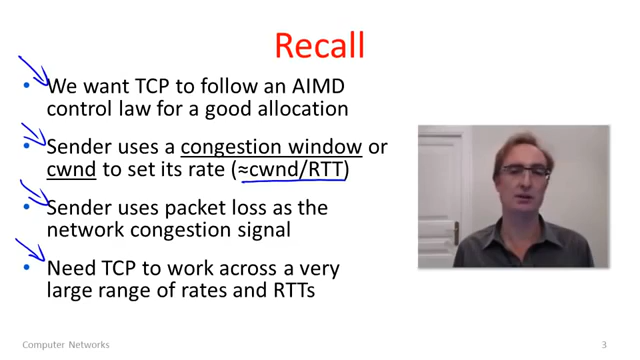 Recall
• We want TCP to follow an AIMD
control law for a good allocation
• Sender uses a congestion window or
cwnd to set its rate (≈cwnd/RTT)
• Sender uses packet loss as the
network congestion signal
• Need TCP to work across a very
large range of rates and RTTs
Computer Networks
3